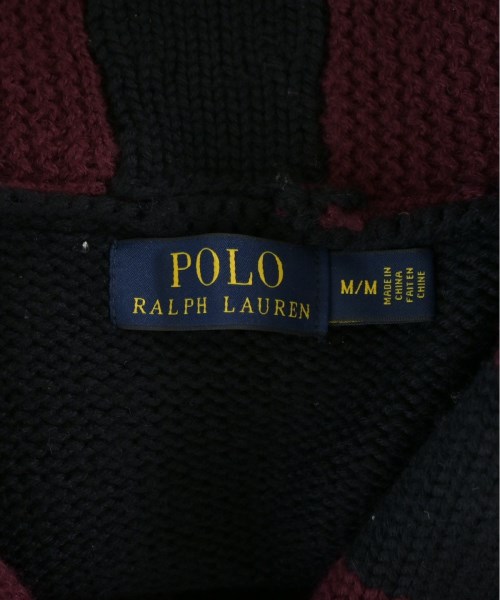 POLO
RALPH LAUREN
M/M
MADE IN
CHINA
FAIT EN
CHINE